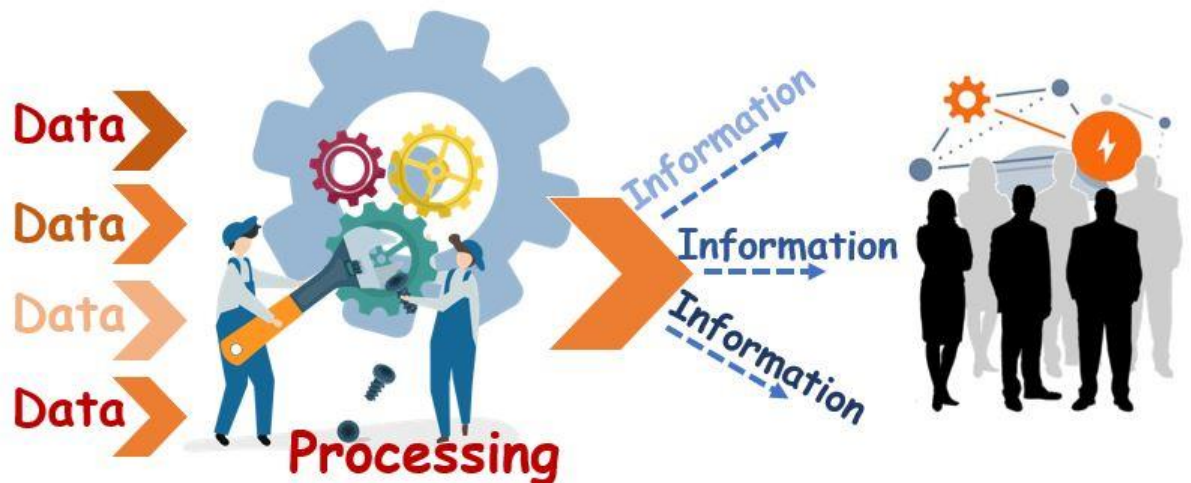 Data
Data
Data
Data
Processing
Information
Information
Information